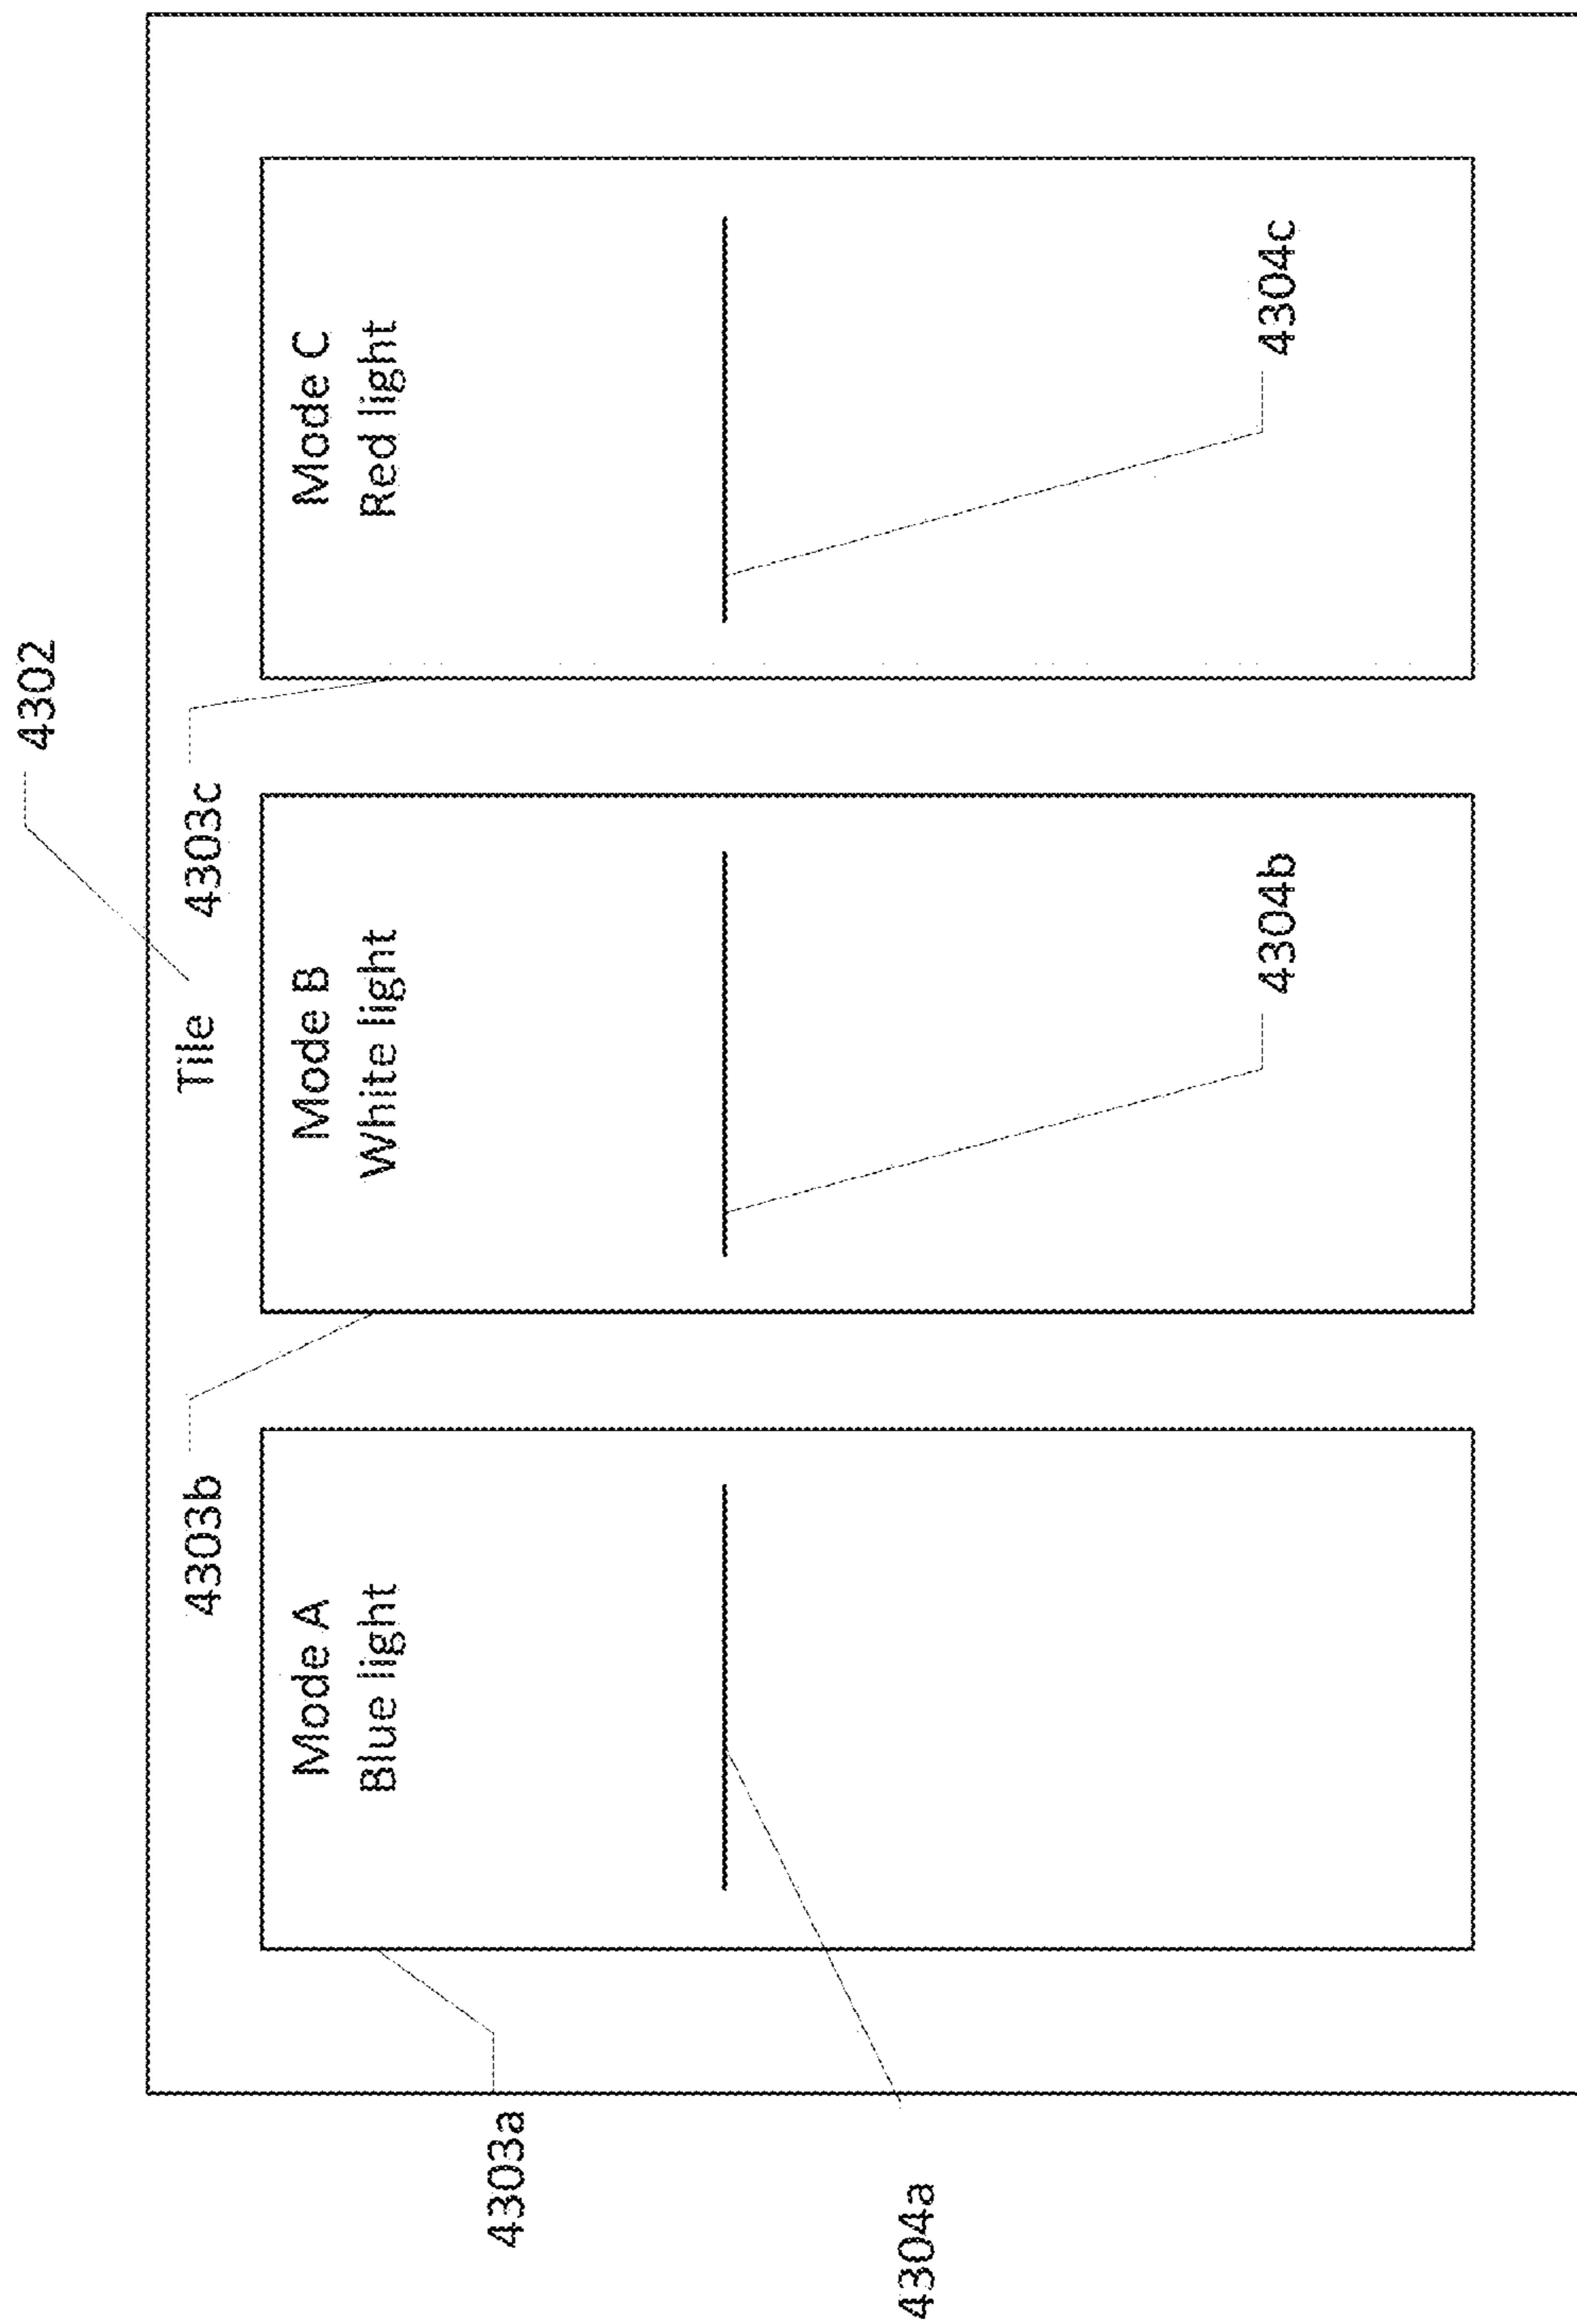 4302
Tile
4303b
4303c
Mode A
Blue light
Mode B
White light
Mode C
Red light
4303a
4304a
4304b
4304c